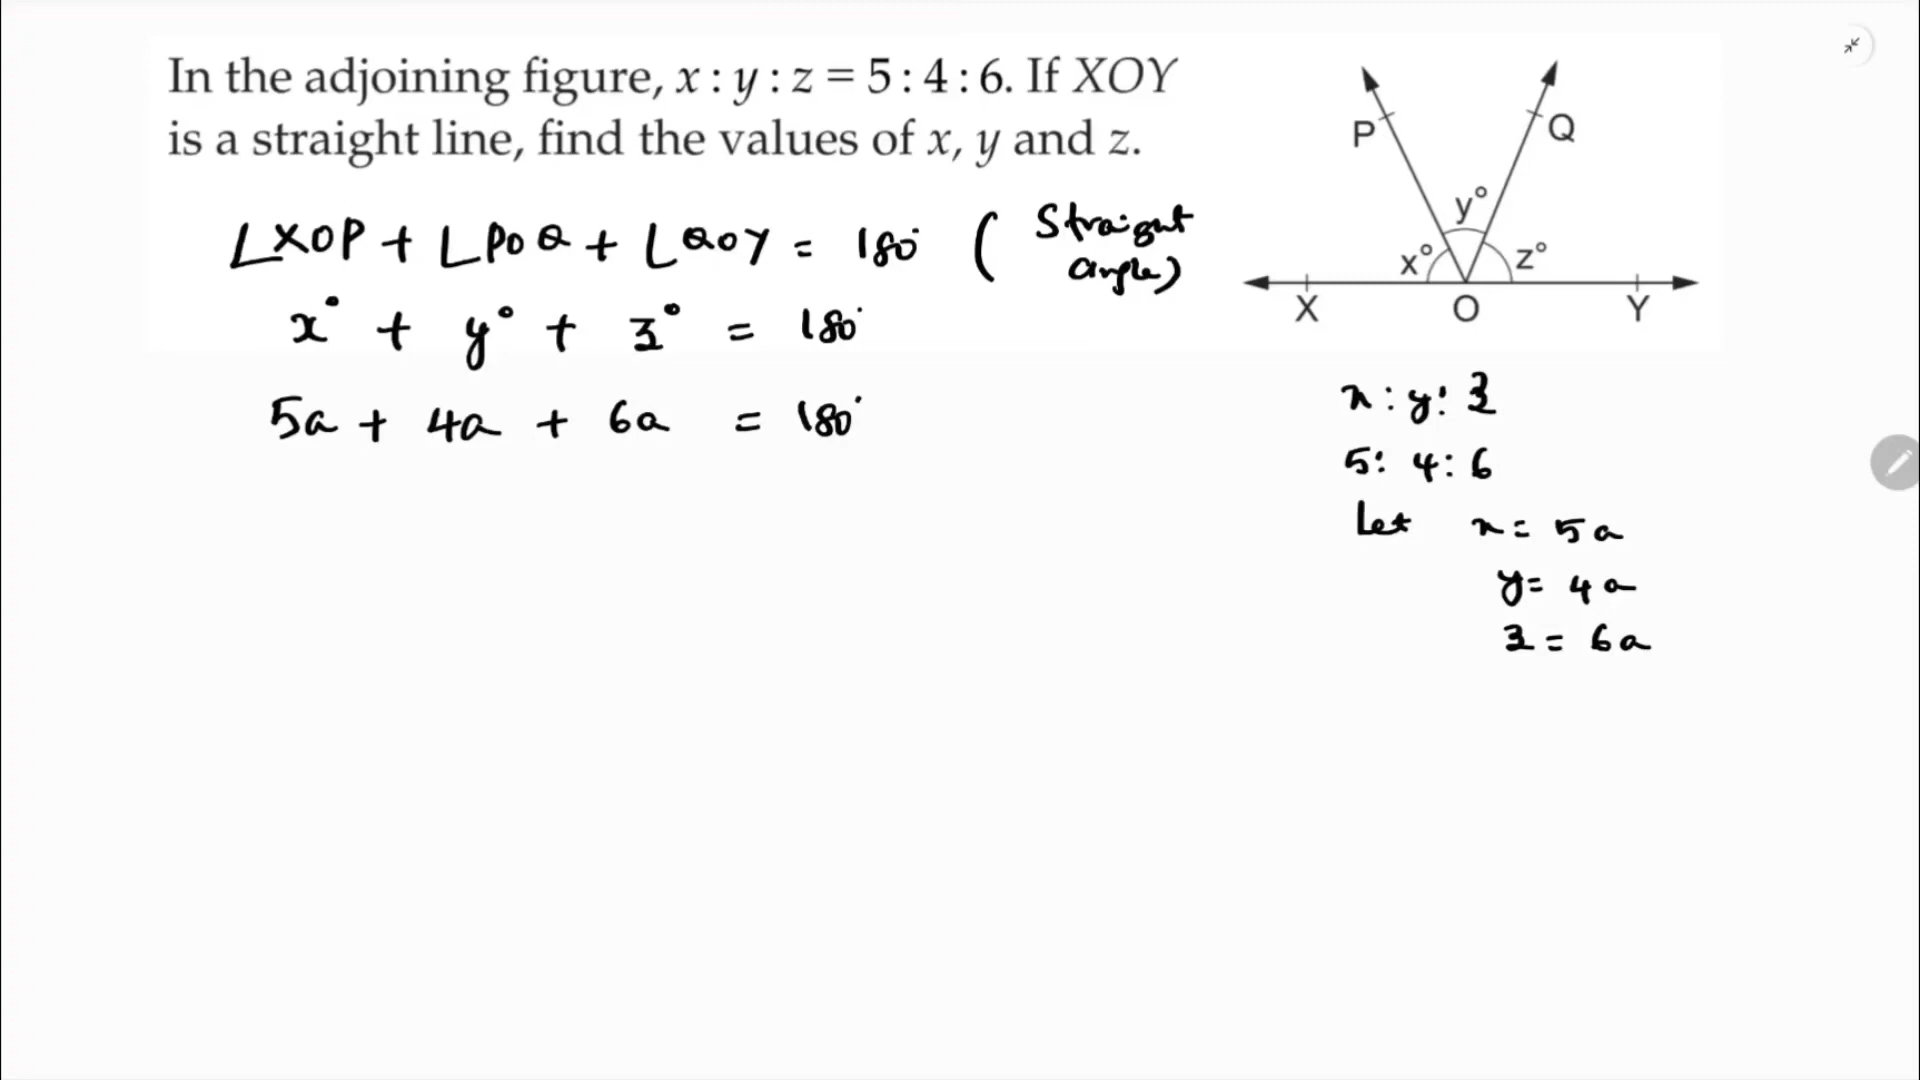 In the adjoining figure, x : y : z = 5 : 4 : 6. If XOY
is a straight line, find the values of x, y and z.
P
Q
y°
x°
z°
X
O
Y
∠XOP + ∠POQ + ∠QOY = 180° ( Straight
angle)
x° + y° + z° = 180°
5a + 4a + 6a = 180°
x : y : z
5 : 4 : 6
Let x = 5a
y = 4a
z = 6a